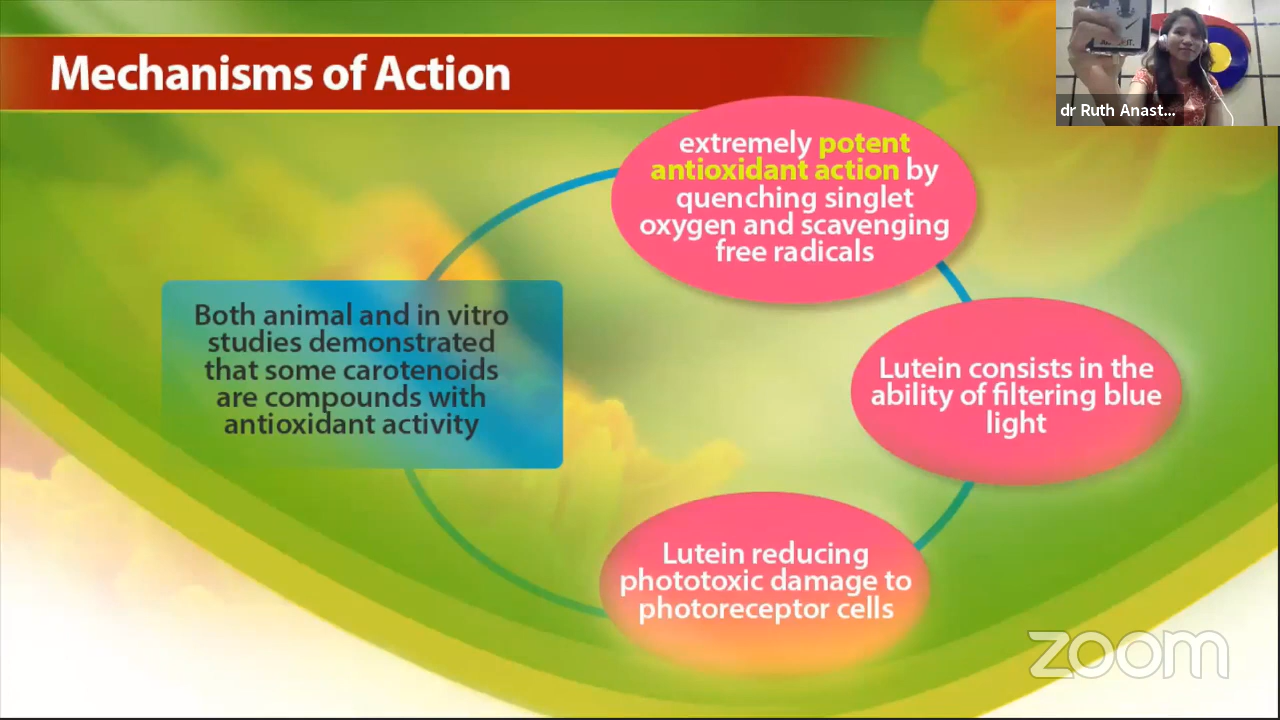 Mechanisms of Action
dr Ruth Anast...
extremely potent
antioxidant action by
quenching singlet
oxygen and scavenging
free radicals
Both animal and in vitro
studies demonstrated
that some carotenoids
are compounds with
antioxidant activity
Lutein consists in the
ability of filtering blue
light
Lutein reducing
phototoxic damage to
photoreceptor cells
zoom